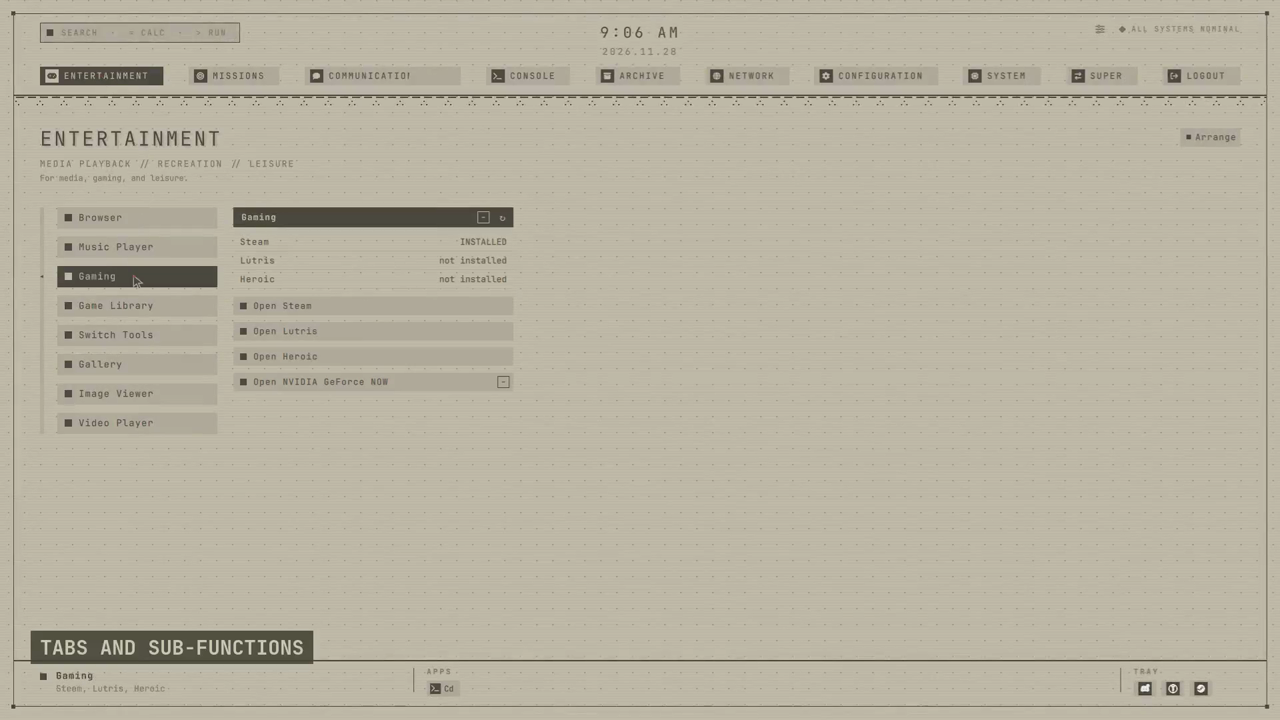 SEARCH · = CALC · > RUN
9:06 AM
2026.11.28
ALL SYSTEMS NOMINAL
ENTERTAINMENT
MISSIONS
COMMUNICATION
CONSOLE
ARCHIVE
NETWORK
CONFIGURATION
SYSTEM
SUPER
LOGOUT
ENTERTAINMENT
MEDIA PLAYBACK // RECREATION // LEISURE
For media, gaming, and leisure.
Arrange
Browser
Music Player
Gaming
Game Library
Switch Tools
Gallery
Image Viewer
Video Player
Gaming
Steam INSTALLED
Lutris not installed
Heroic not installed
Open Steam
Open Lutris
Open Heroic
Open NVIDIA GeForce NOW
TABS AND SUB-FUNCTIONS
Gaming
Steam, Lutris, Heroic
APPS
Cd
TRAY